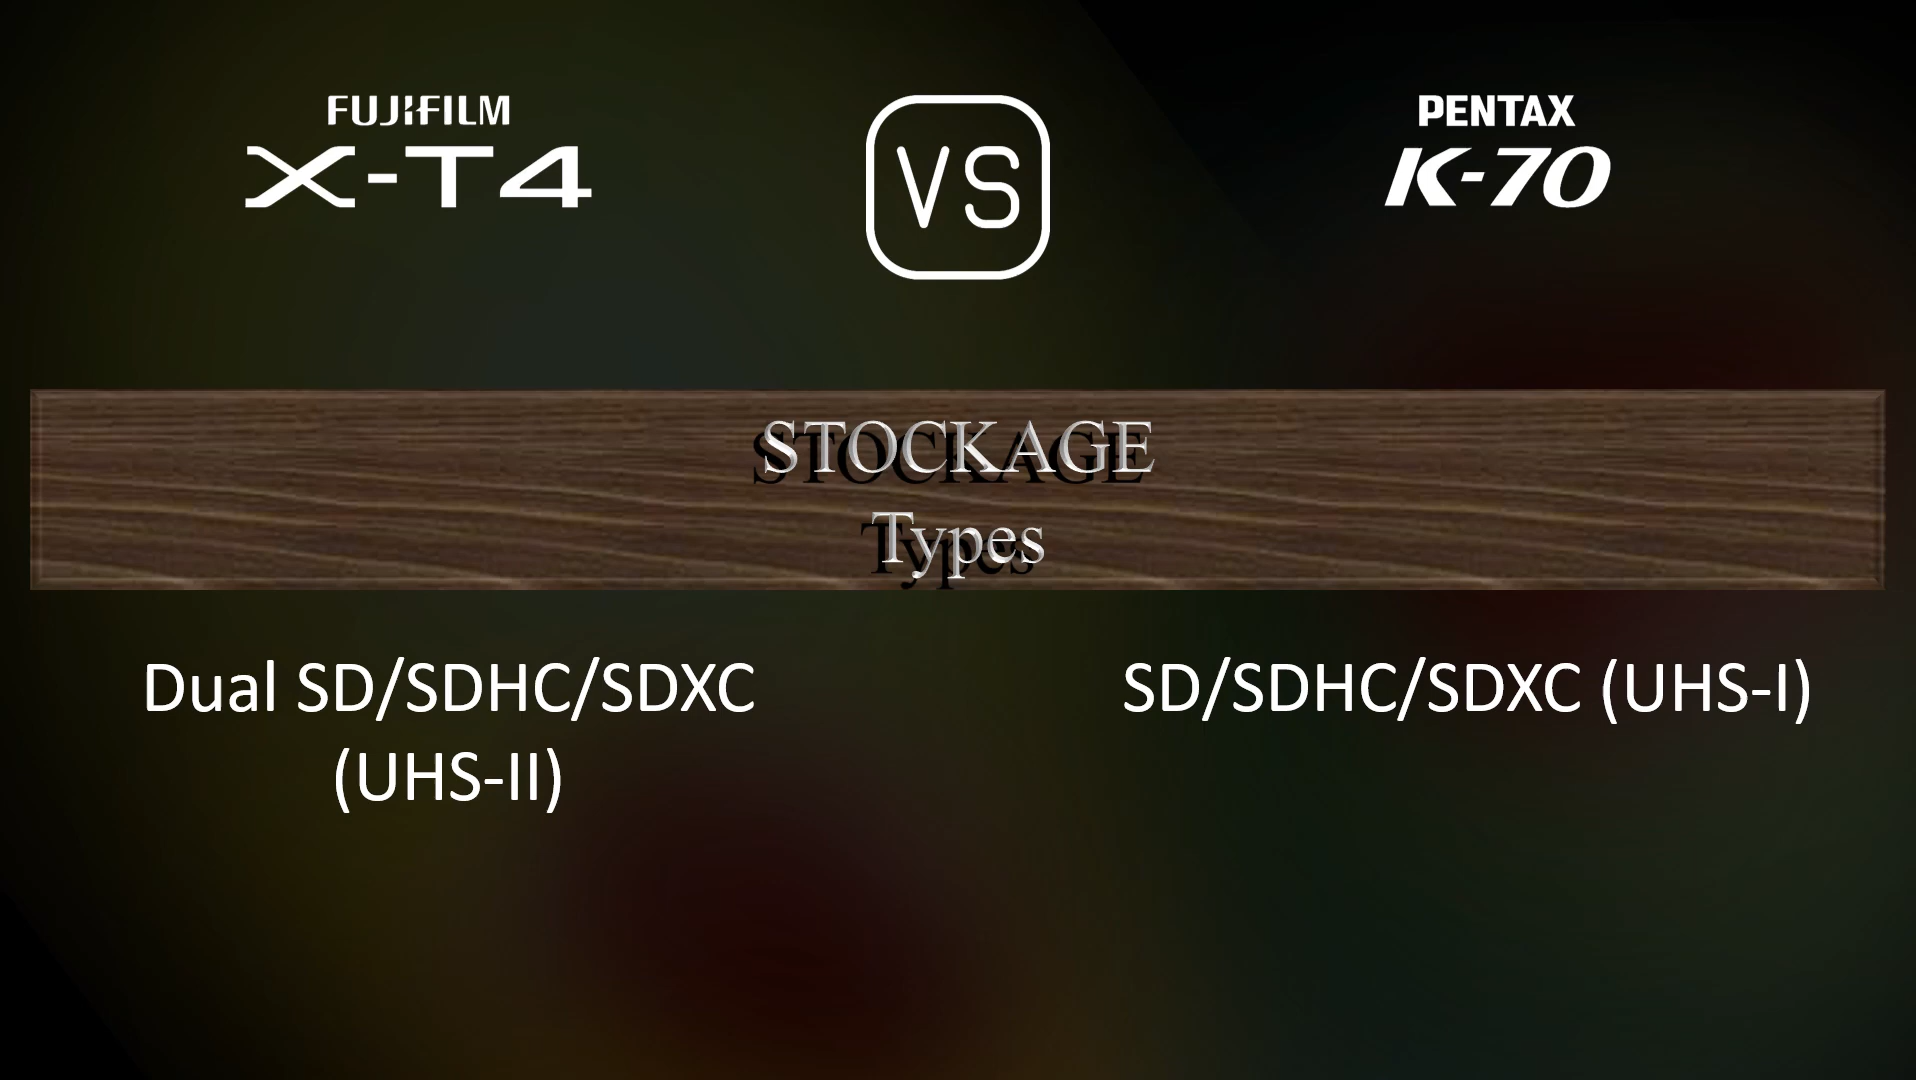 FUJIFILM
X-T4
VS
PENTAX
K-70
STOCKAGE
Types
Dual SD/SDHC/SDXC
(UHS-II)
SD/SDHC/SDXC (UHS-I)